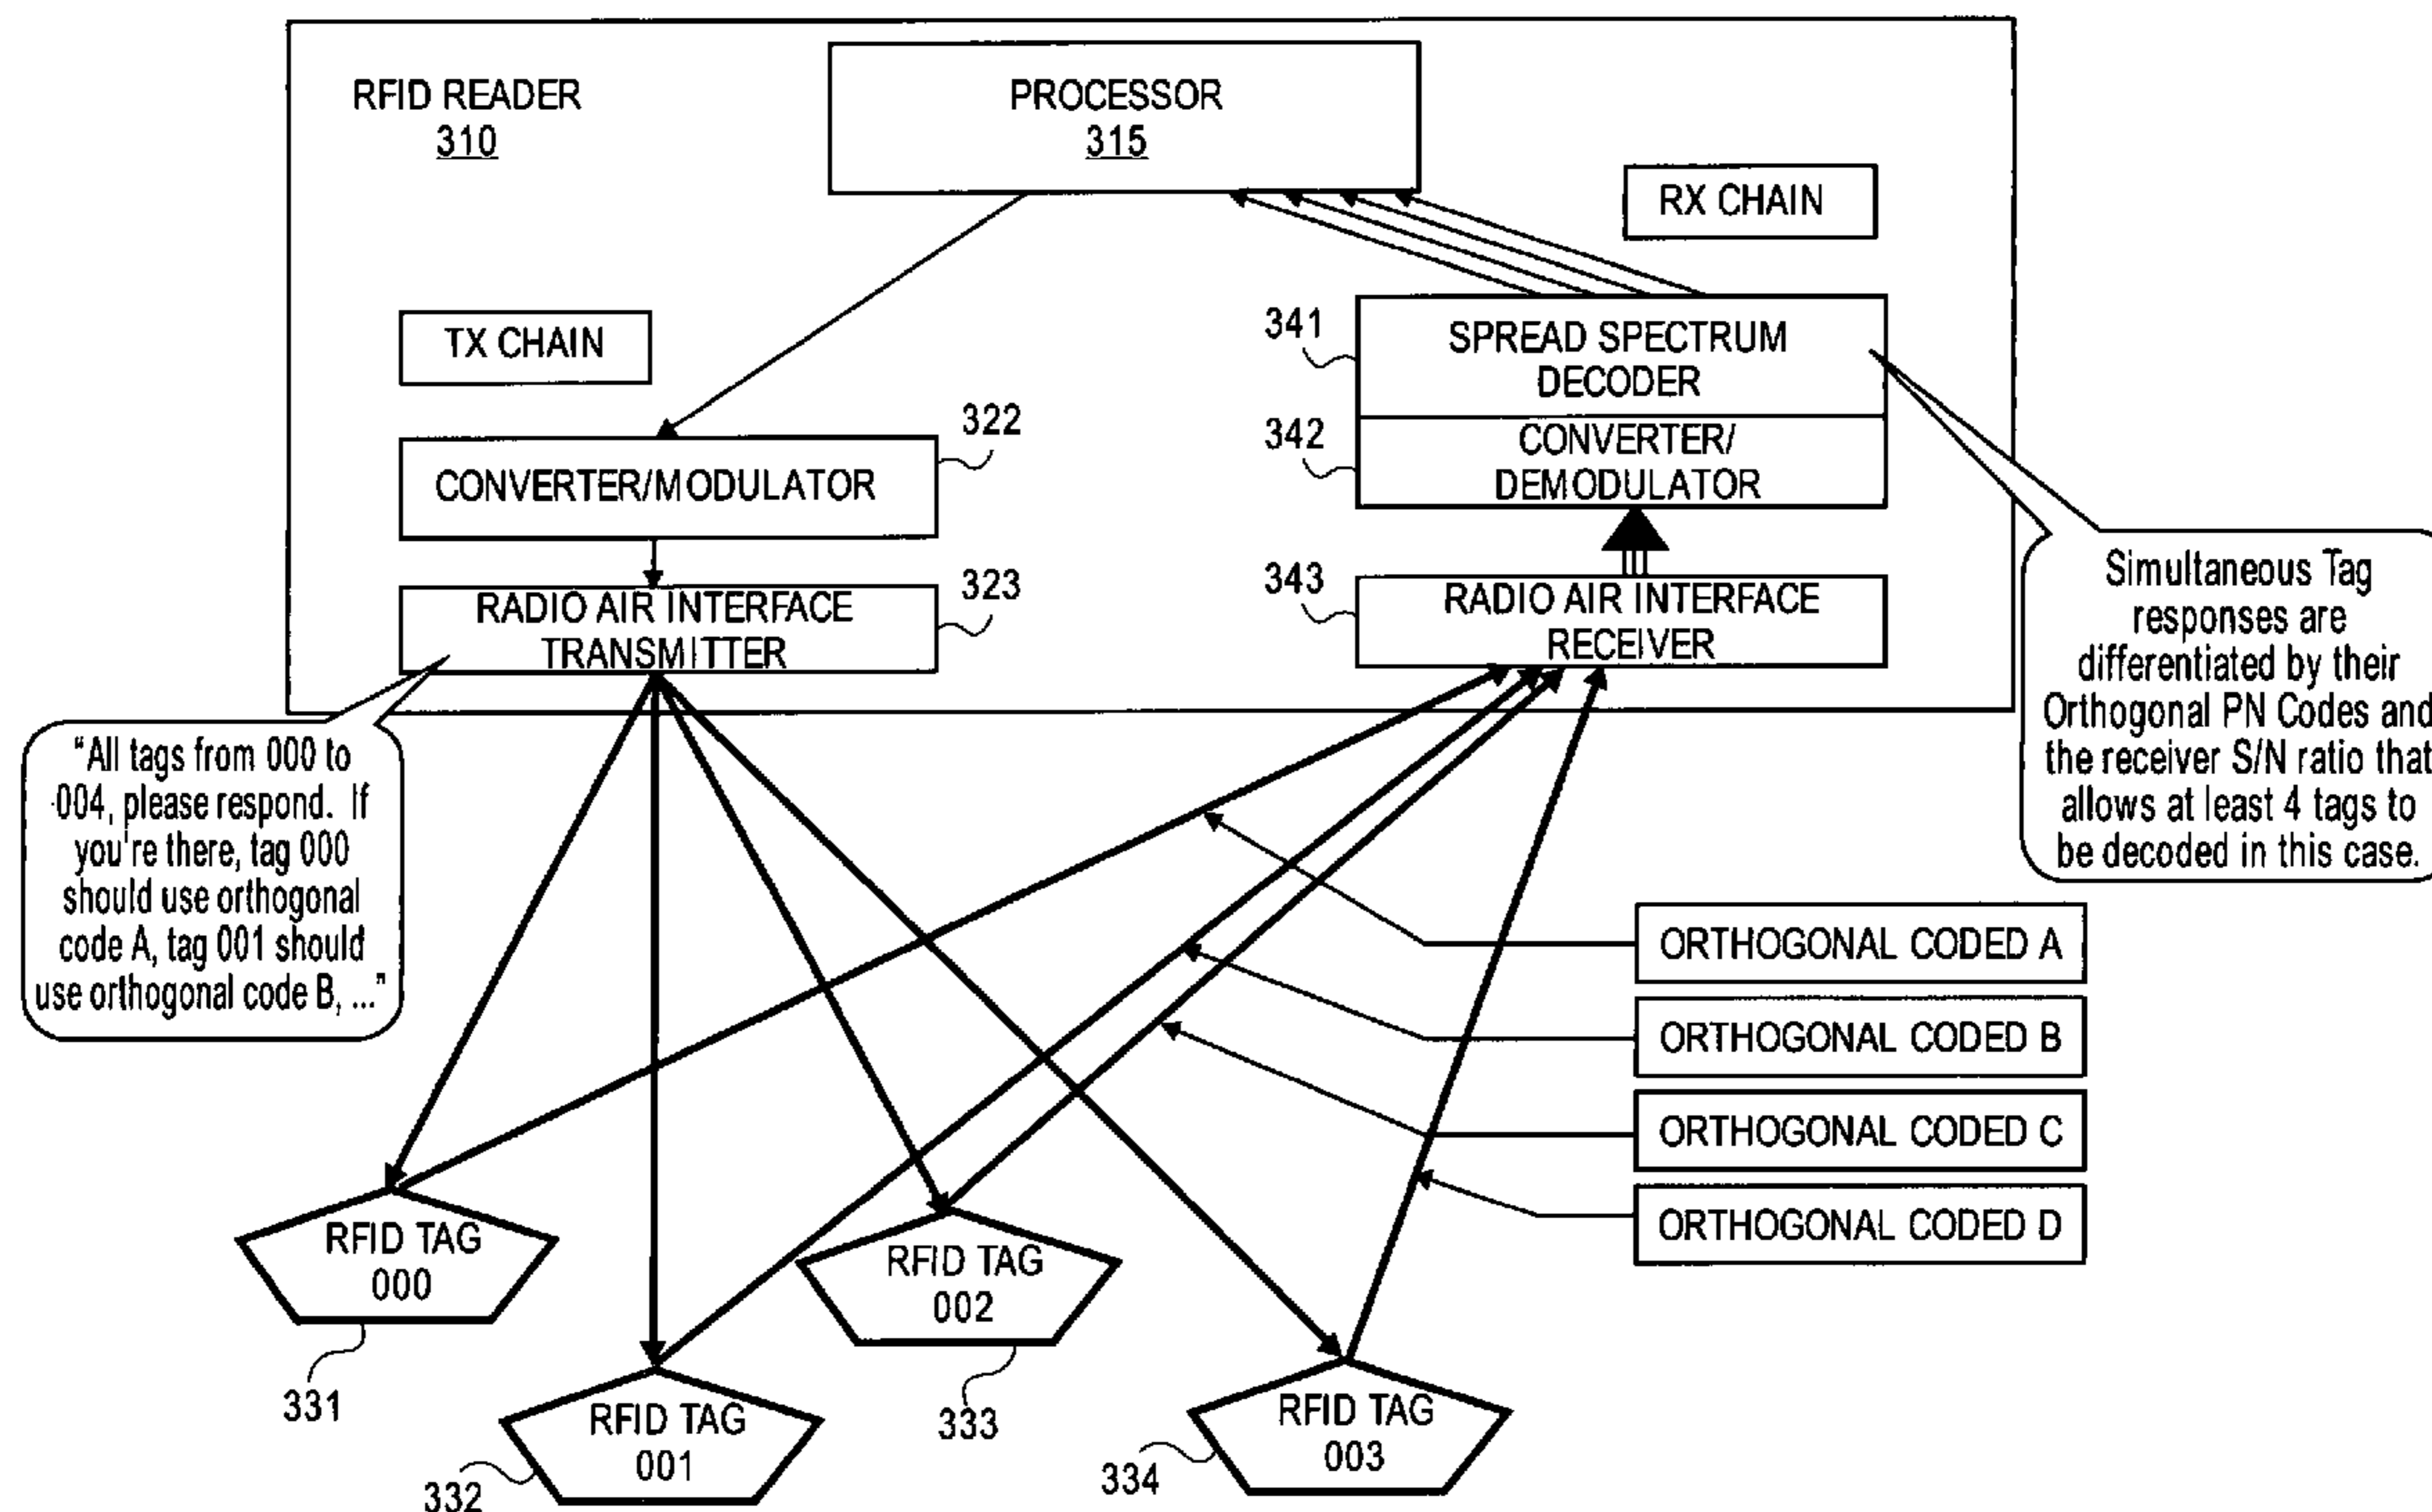 RFID READER
310
PROCESSOR
315
RX CHAIN
TX CHAIN
341
SPREAD SPECTRUM
DECODER
322
342
CONVERTER/
DEMODULATOR
CONVERTER/MODULATOR
323
343
RADIO AIR INTERFACE
TRANSMITTER
RADIO AIR INTERFACE
RECEIVER
Simultaneous Tag
responses are
differentiated by their
Orthogonal PN Codes and
the receiver S/N ratio that
allows at least 4 tags to
be decoded in this case.
"All tags from 000 to
004, please respond. If
you're there, tag 000
should use orthogonal
code A, tag 001 should
use orthogonal code B, ..."
ORTHOGONAL CODED A
ORTHOGONAL CODED B
ORTHOGONAL CODED C
ORTHOGONAL CODED D
RFID TAG
000
331
RFID TAG
001
332
RFID TAG
002
333
RFID TAG
003
334